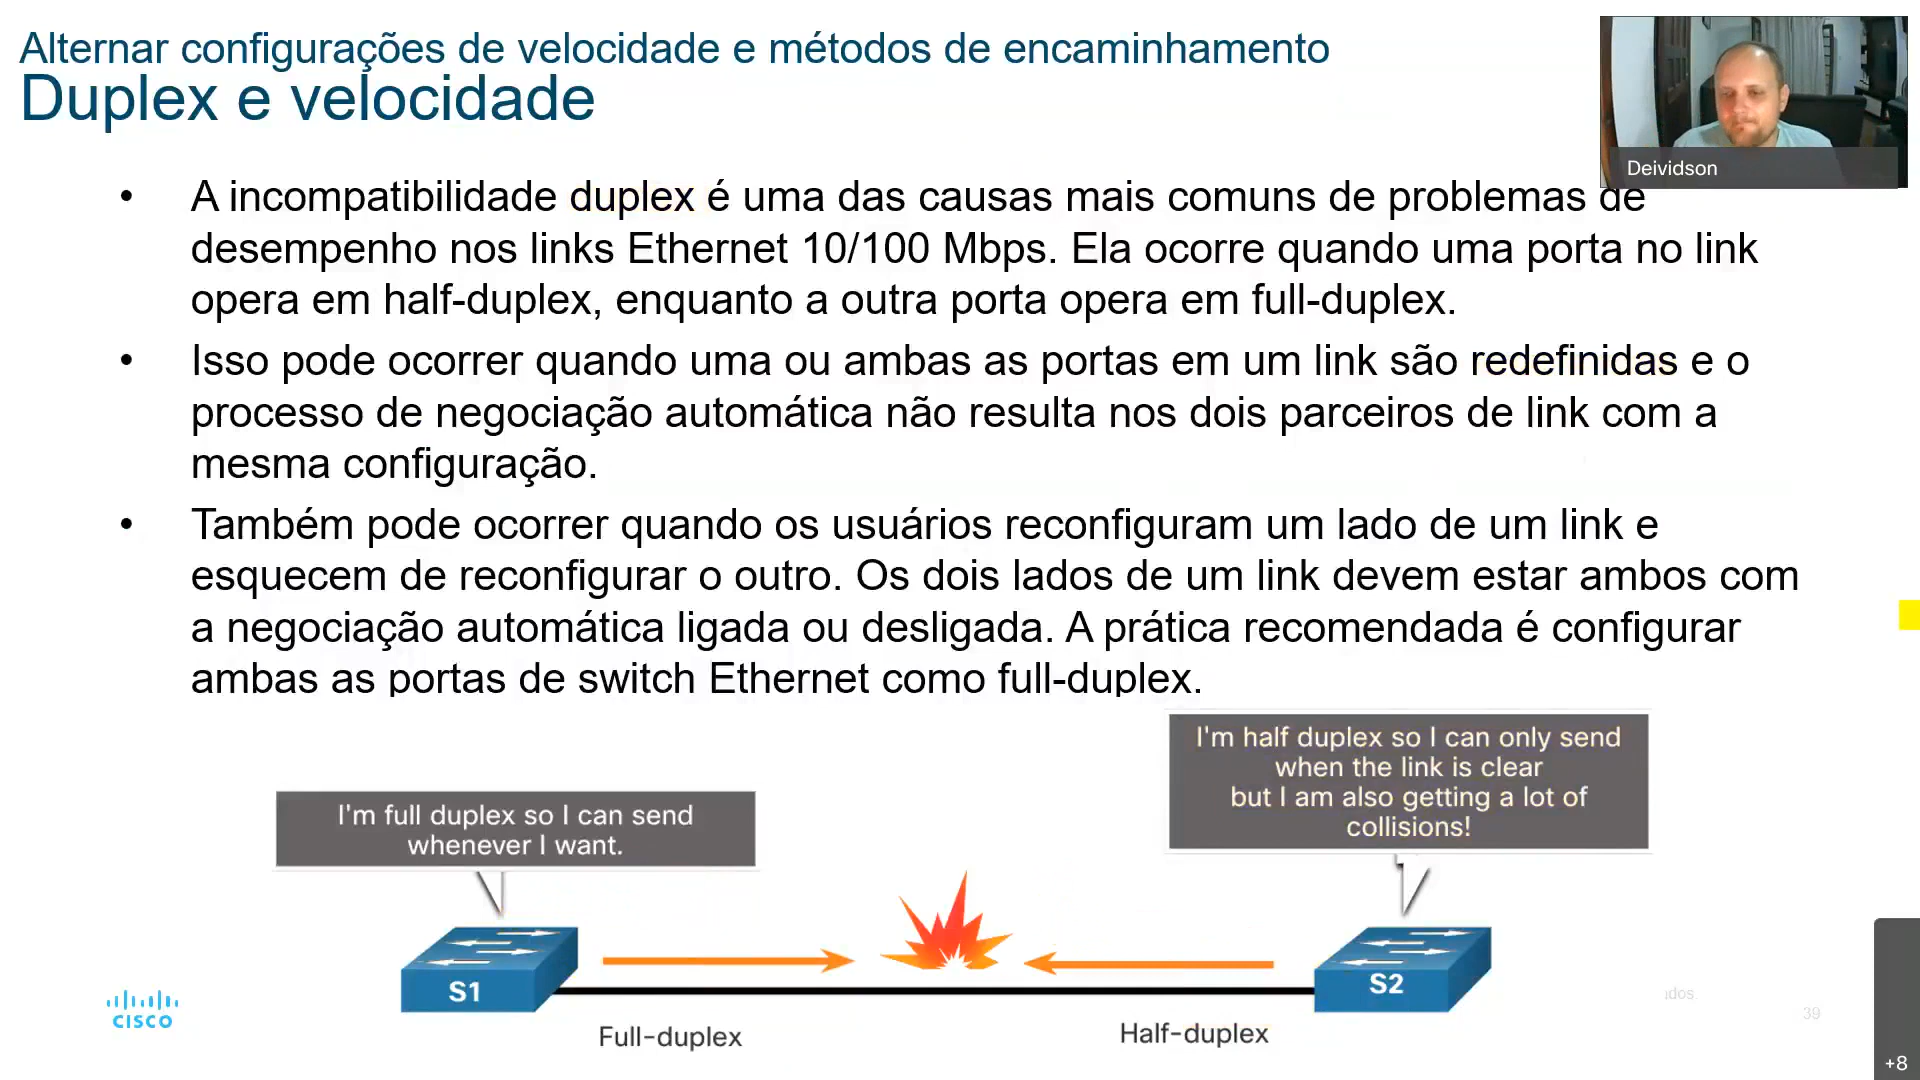 Alternar configurações de velocidade e métodos de encaminhamento
Duplex e velocidade
Deividson
• A incompatibilidade duplex é uma das causas mais comuns de problemas de
desempenho nos links Ethernet 10/100 Mbps. Ela ocorre quando uma porta no link
opera em half-duplex, enquanto a outra porta opera em full-duplex.
• Isso pode ocorrer quando uma ou ambas as portas em um link são redefinidas e o
processo de negociação automática não resulta nos dois parceiros de link com a
mesma configuração.
• Também pode ocorrer quando os usuários reconfiguram um lado de um link e
esquecem de reconfigurar o outro. Os dois lados de um link devem estar ambos com
a negociação automática ligada ou desligada. A prática recomendada é configurar
ambas as portas de switch Ethernet como full-duplex.
I'm full duplex so I can send
whenever I want.
I'm half duplex so I can only send
when the link is clear
but I am also getting a lot of
collisions!
S1
S2
Full-duplex
Half-duplex
CISCO
39
+8